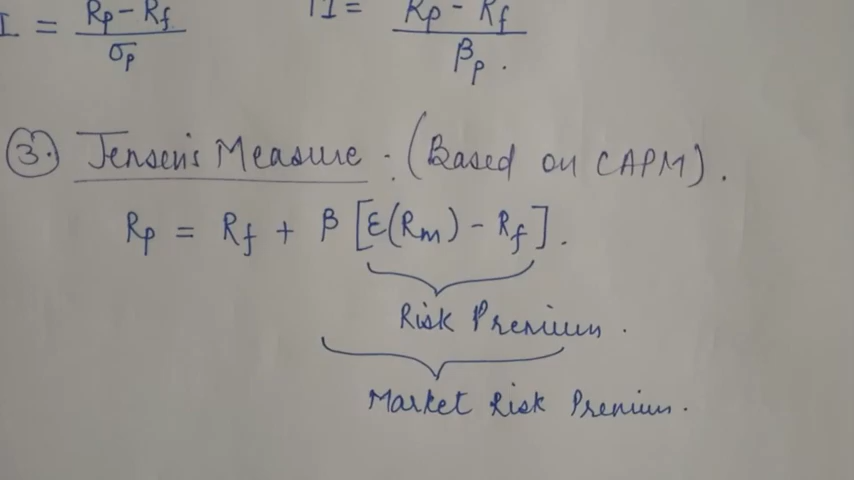 I = Rp - Rf / σp TI = Rp - Rf / βp .
③. Jensen's Measure : (Based on CAPM) .
Rp = Rf + β [E(Rm) - Rf] .
Risk Premium .
Market Risk Premium .